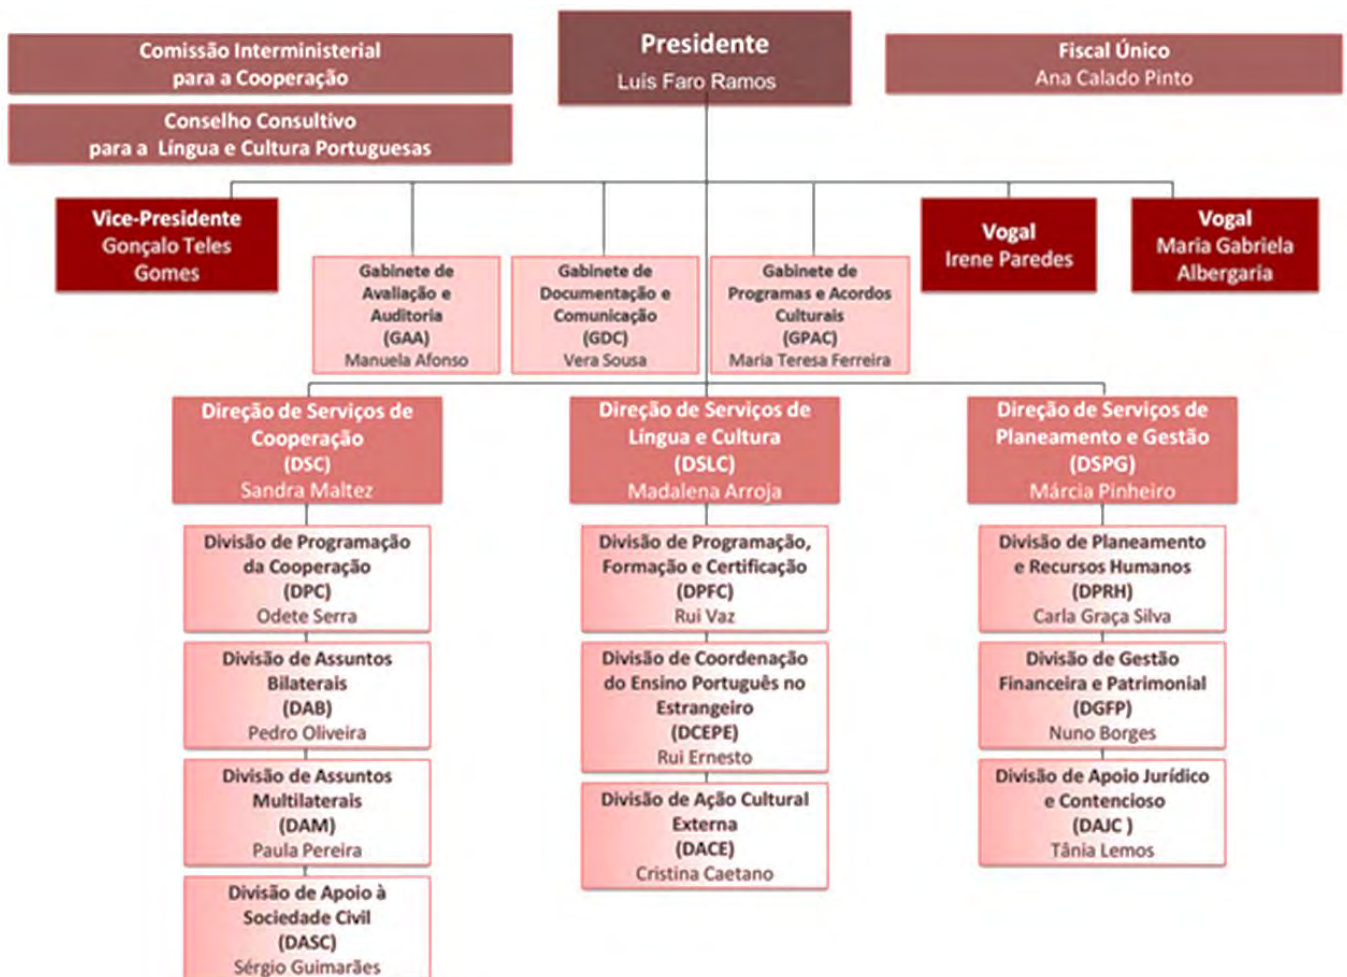 Comissão Interministerial
para a Cooperação
Presidente
Luís Faro Ramos
Fiscal Único
Ana Calado Pinto
Conselho Consultivo
para a Língua e Cultura Portuguesas
Vice-Presidente
Gonçalo Teles
Gomes
Gabinete de
Avaliação e
Auditoria
(GAA)
Manuela Afonso
Gabinete de
Documentação e
Comunicação
(GDC)
Vera Sousa
Gabinete de
Programas e Acordos
Culturais
(GPAC)
Maria Teresa Ferreira
Vogal
Irene Paredes
Vogal
Maria Gabriela
Albergaria
Direção de Serviços de
Cooperação
(DSC)
Sandra Maltez
Direção de Serviços de
Língua e Cultura
(DSLC)
Madalena Arroja
Direção de Serviços de
Planeamento e Gestão
(DSPG)
Márcia Pinheiro
Divisão de Programação
da Cooperação
(DPC)
Odete Serra
Divisão de Assuntos
Bilaterais
(DAB)
Pedro Oliveira
Divisão de Assuntos
Multilaterais
(DAM)
Paula Pereira
Divisão de Apoio à
Sociedade Civil
(DASC)
Sérgio Guimarães
Divisão de Programação,
Formação e Certificação
(DPFC)
Rui Vaz
Divisão de Coordenação
do Ensino Português no
Estrangeiro
(DCEPE)
Rui Ernesto
Divisão de Ação Cultural
Externa
(DACE)
Cristina Caetano
Divisão de Planeamento
e Recursos Humanos
(DPRH)
Carla Graça Silva
Divisão de Gestão
Financeira e Patrimonial
(DGFP)
Nuno Borges
Divisão de Apoio Jurídico
e Contencioso
(DAJC )
Tânia Lemos